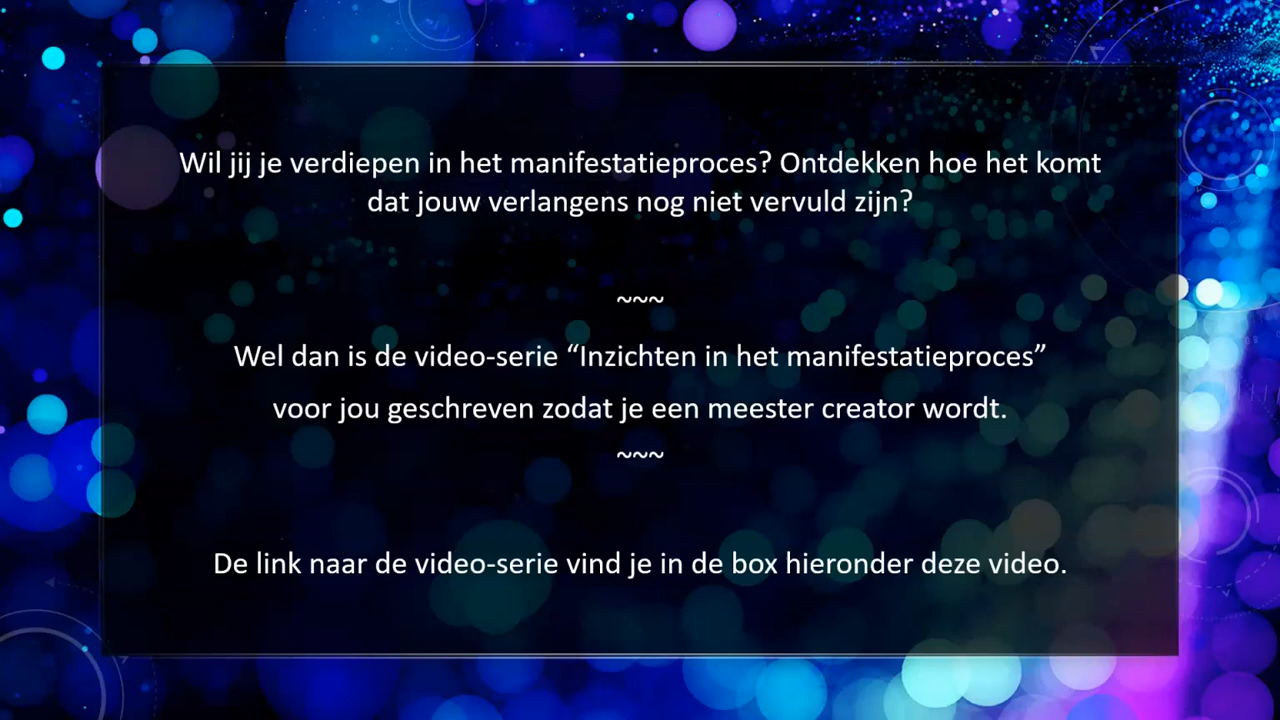 Wil jij je verdiepen in het manifestatieproces? Ontdekken hoe het komt
dat jouw verlangens nog niet vervuld zijn?
~~~
Wel dan is de video-serie “Inzichten in het manifestatieproces”
voor jou geschreven zodat je een meester creator wordt.
~~~
De link naar de video-serie vind je in de box hieronder deze video.